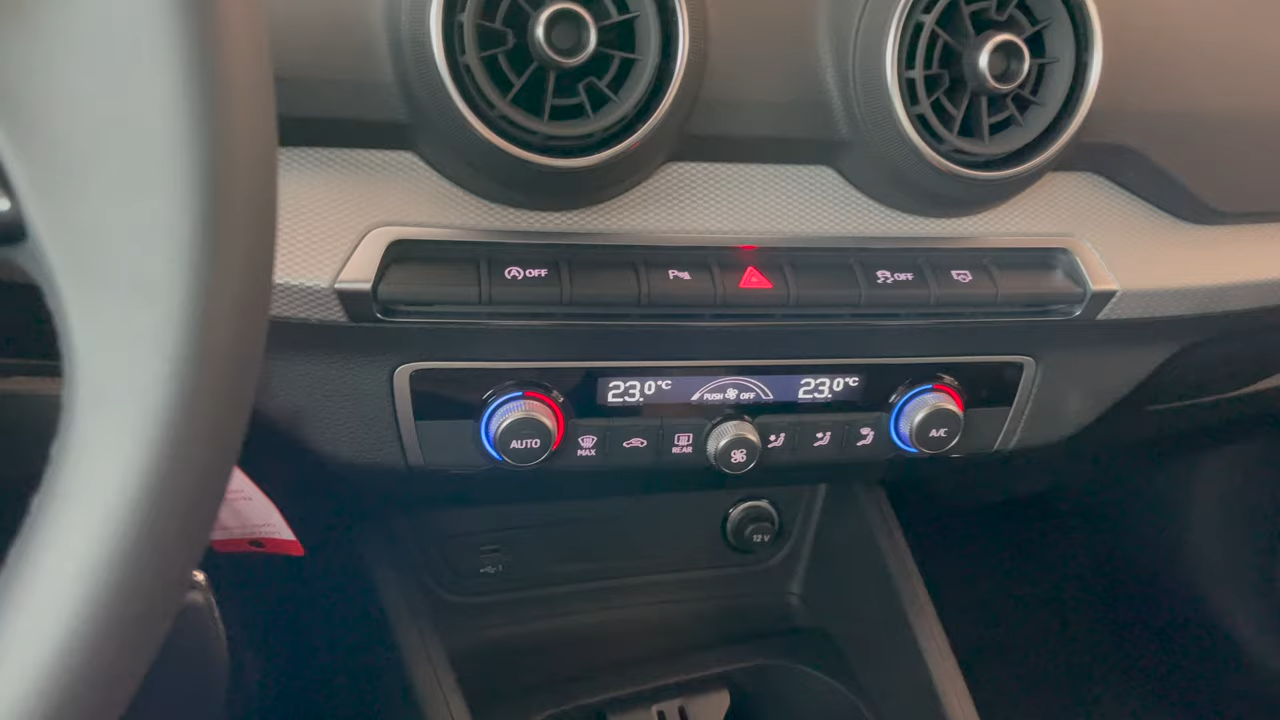 OFF
OFF
23.0°C
PUSH OFF
23.0°C
AUTO
MAX
REAR
A/C
12 V